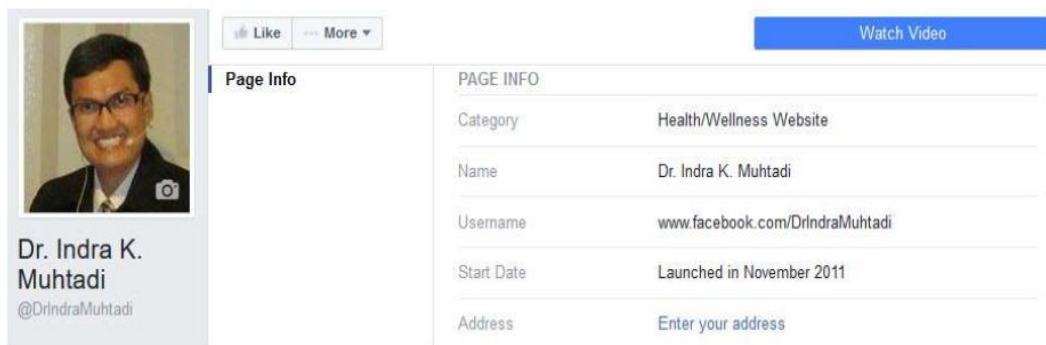 Like
More
Watch Video
Page Info
PAGE INFO
Category Health/Wellness Website
Name Dr. Indra K. Muhtadi
Username www.facebook.com/DrIndraMuhtadi
Start Date Launched in November 2011
Address Enter your address
Dr. Indra K.
Muhtadi
@DrIndraMuhtadi